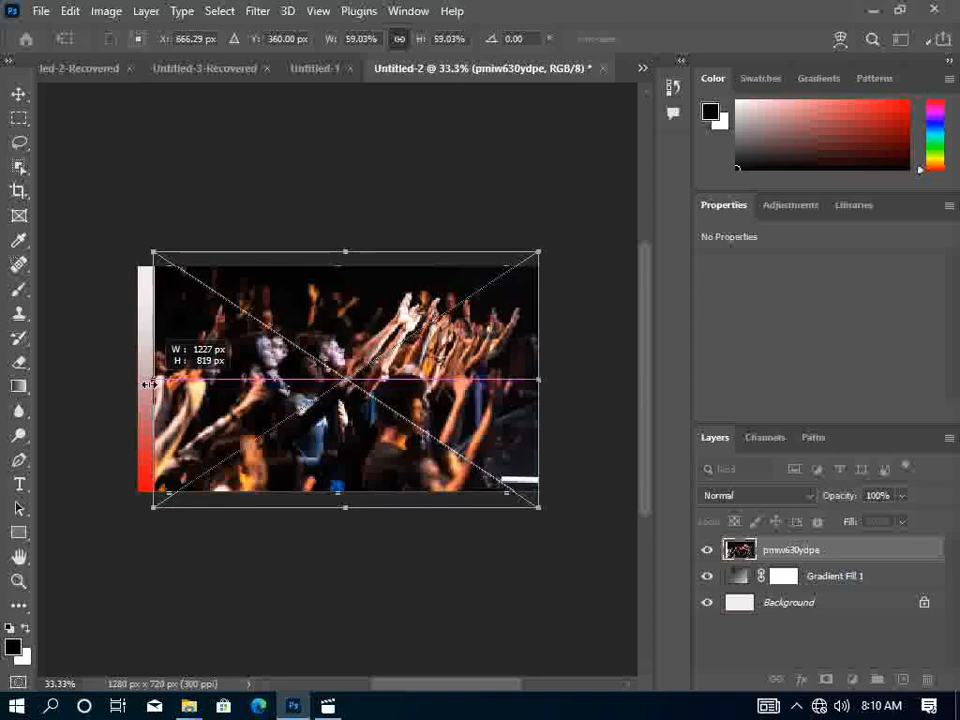 File Edit Image Layer Type Select Filter 3D View Plugins Window Help
X: 666.29 px Y: 360.00 px W: 59.03% H: 59.03% 0.00 °
led-2-Recovered × Untitled-3-Recovered × Untitled-1 × Untitled-2 @ 33.3% (pmiw630ydpe, RGB/8) * ×
Color Swatches Gradients Patterns
Properties Adjustments Libraries
No Properties
W : 1227 px
H : 819 px
Layers Channels Paths
Kind
Normal Opacity: 100%
Lock: Fill:
pmiw630ydpe
Gradient Fill 1
Background
33.33% 1280 px x 720 px (300 ppi)
8:10 AM